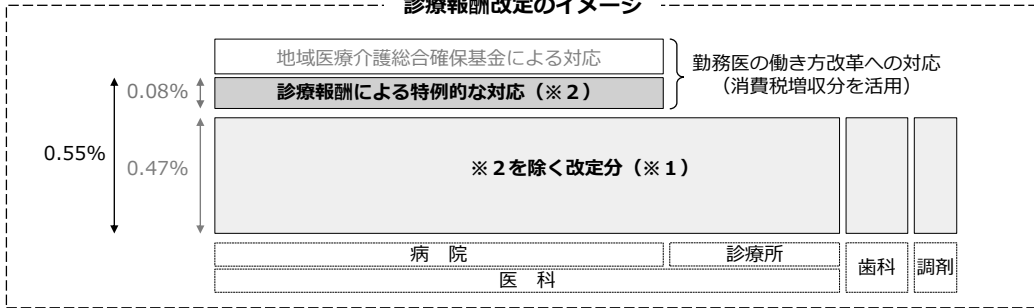 診療報酬改定のイメージ
地域医療介護総合確保基金による対応
勤務医の働き方改革への対応
（消費税増収分を活用）
0.08%
診療報酬による特例的な対応（※２）
0.55%
0.47%
※２を除く改定分（※１）
病　院
診療所
歯科
調剤
医　科